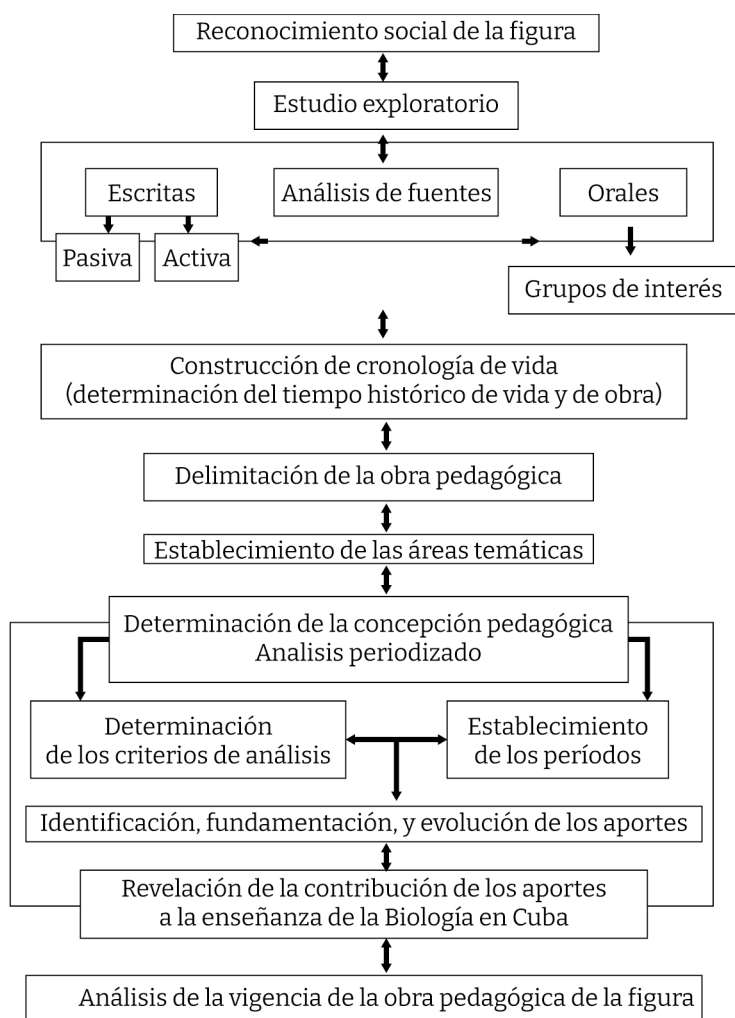 Reconocimiento social de la figura
Estudio exploratorio
Escritas
Análisis de fuentes
Orales
Pasiva
Activa
Grupos de interés
Construcción de cronología de vida
(determinación del tiempo histórico de vida y de obra)
Delimitación de la obra pedagógica
Establecimiento de las áreas temáticas
Determinación de la concepción pedagógica
Analisis periodizado
Determinación
de los criterios de análisis
Establecimiento
de los períodos
Identificación, fundamentación, y evolución de los aportes
Revelación de la contribución de los aportes
a la enseñanza de la Biología en Cuba
Análisis de la vigencia de la obra pedagógica de la figura